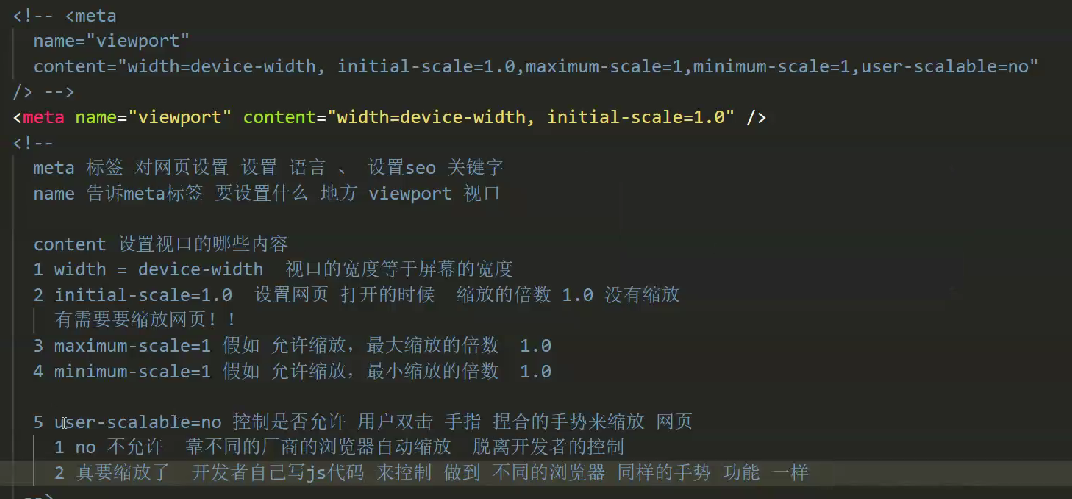 <!-- <meta
name="viewport"
content="width=device-width, initial-scale=1.0,maximum-scale=1,minimum-scale=1,user-scalable=no"
/> -->
<meta name="viewport" content="width=device-width, initial-scale=1.0" />
<!--
meta 标签 对网页设置 设置 语言 、 设置seo 关键字
name 告诉meta标签 要设置什么 地方 viewport 视口
content 设置视口的哪些内容
1 width = device-width 视口的宽度等于屏幕的宽度
2 initial-scale=1.0 设置网页 打开的时候 缩放的倍数 1.0 没有缩放
有需要要缩放网页！！
3 maximum-scale=1 假如 允许缩放，最大缩放的倍数 1.0
4 minimum-scale=1 假如 允许缩放，最小缩放的倍数 1.0
5 user-scalable=no 控制是否允许 用户双击 手指 捏合的手势来缩放 网页
1 no 不允许 靠不同的厂商的浏览器自动缩放 脱离开发者的控制
2 真要缩放了 开发者自己写js代码 来控制 做到 不同的浏览器 同样的手势 功能 一样
-->